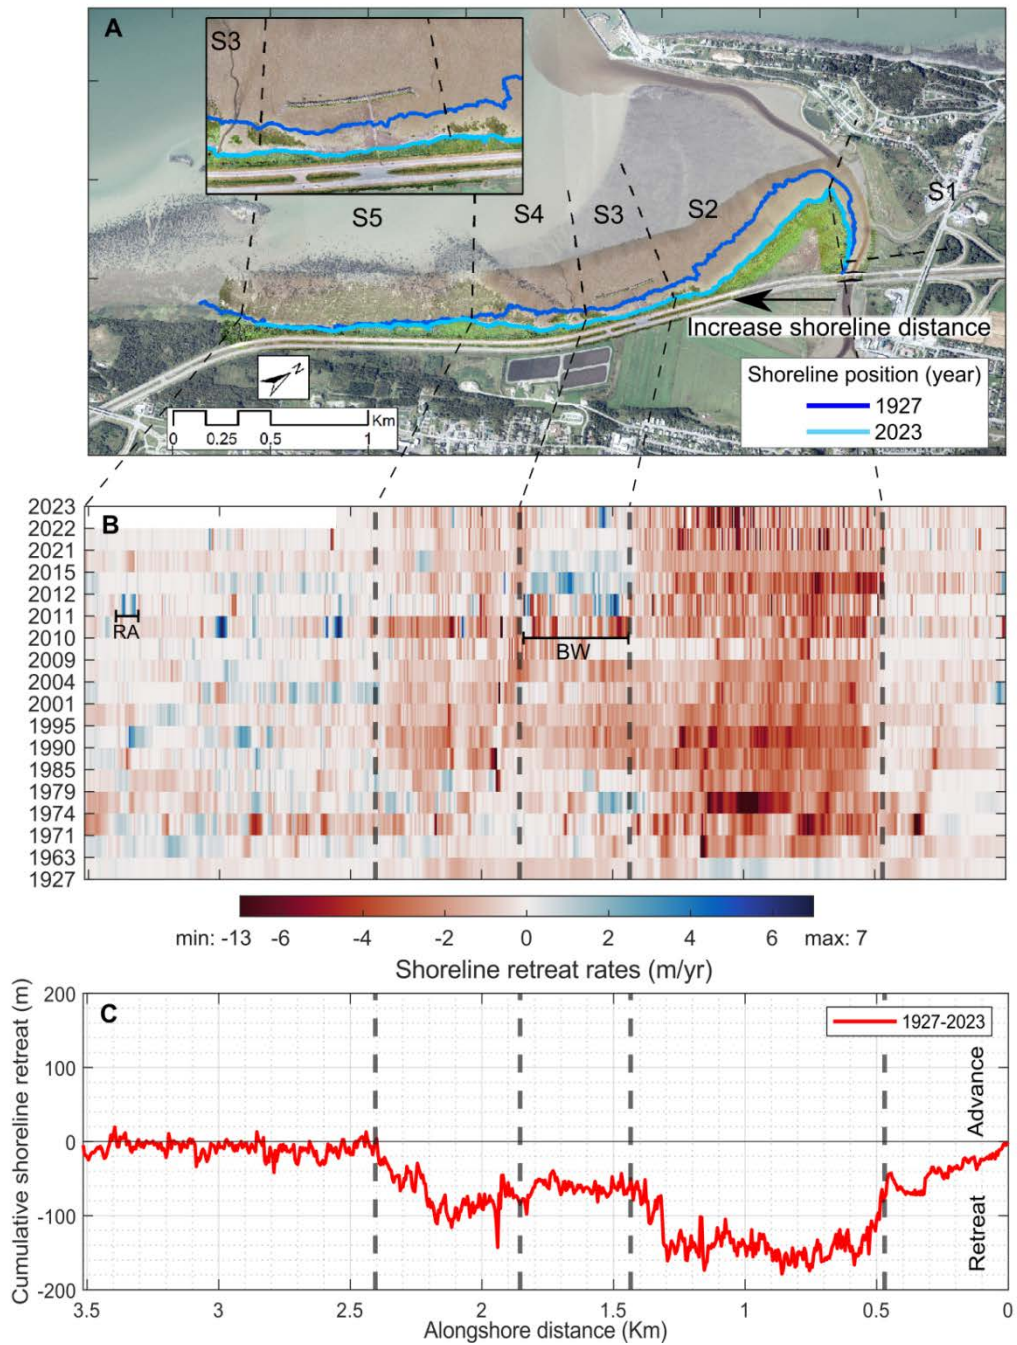 A
S3
S5
S4
S3
S2
S1
Increase shoreline distance
Shoreline position (year)
1927
2023
N
Km
0 0.25 0.5 1
B
2023
2022
2021
2015
2012
2011
2010
2009
2004
2001
1995
1990
1985
1979
1974
1971
1963
1927
RA
BW
min: -13 -6 -4 -2 0 2 4 6 max: 7
Shoreline retreat rates (m/yr)
C
Cumulative shoreline retreat (m)
200
100
0
-100
-200
1927-2023
Advance
Retreat
3.5 3 2.5 2 1.5 1 0.5 0
Alongshore distance (Km)